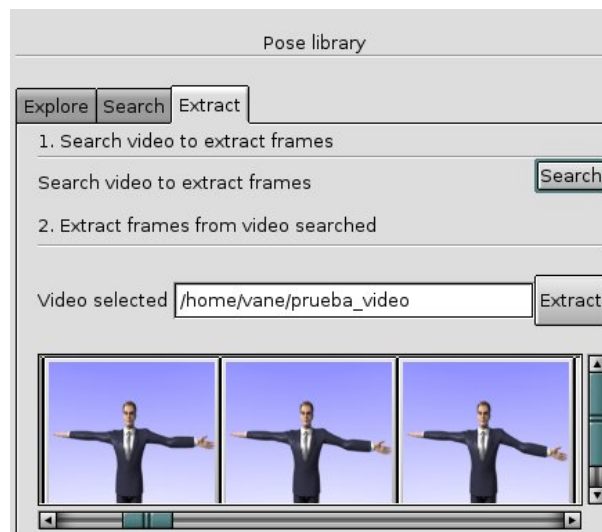 Pose library
Explore Search Extract
1. Search video to extract frames
Search video to extract frames Search
2. Extract frames from video searched
Video selected /home/vane/prueba_video Extract